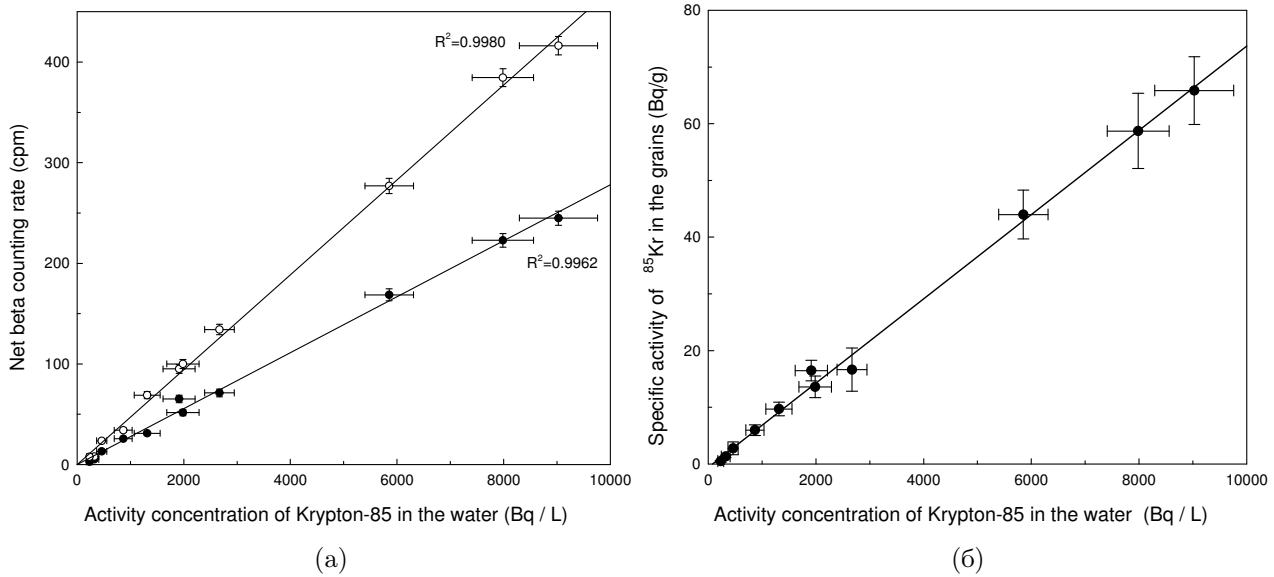 400
300
200
100
0
Net beta counting rate (cpm)
R²=0.9980
R²=0.9962
0 2000 4000 6000 8000 10000
Activity concentration of Krypton-85 in the water (Bq / L)
(а)
80
60
40
20
0
Specific activity of ⁸⁵Kr in the grains (Bq/g)
0 2000 4000 6000 8000 10000
Activity concentration of Krypton-85 in the water (Bq / L)
(б)